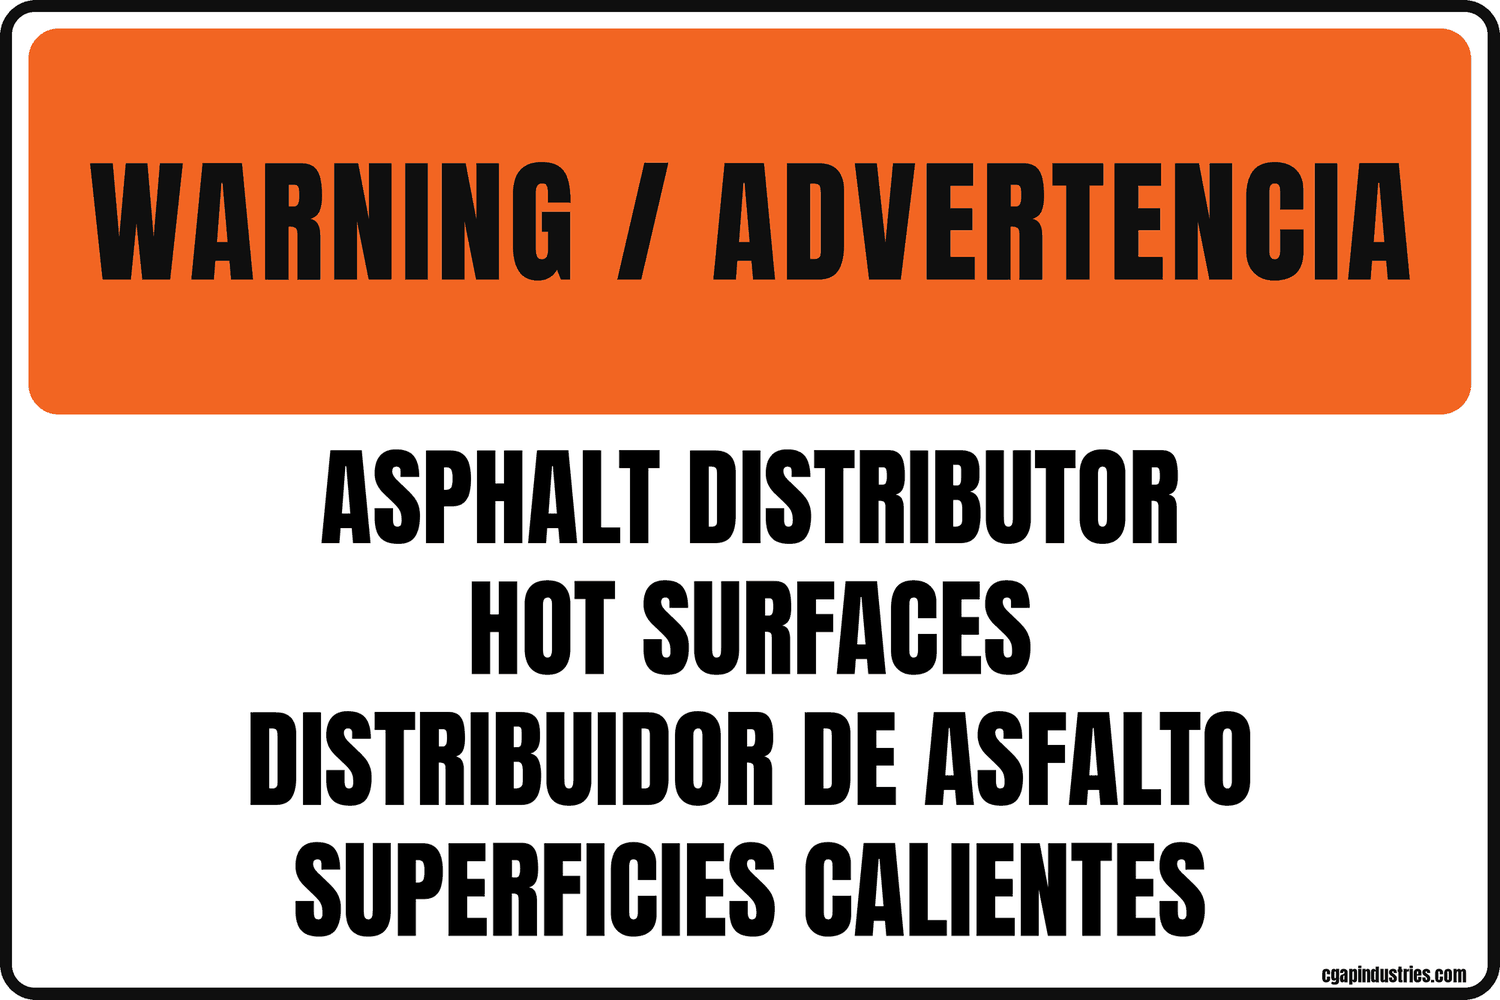 WARNING / ADVERTENCIA
ASPHALT DISTRIBUTOR
HOT SURFACES
DISTRIBUIDOR DE ASFALTO
SUPERFICIES CALIENTES
cgapindustries.com